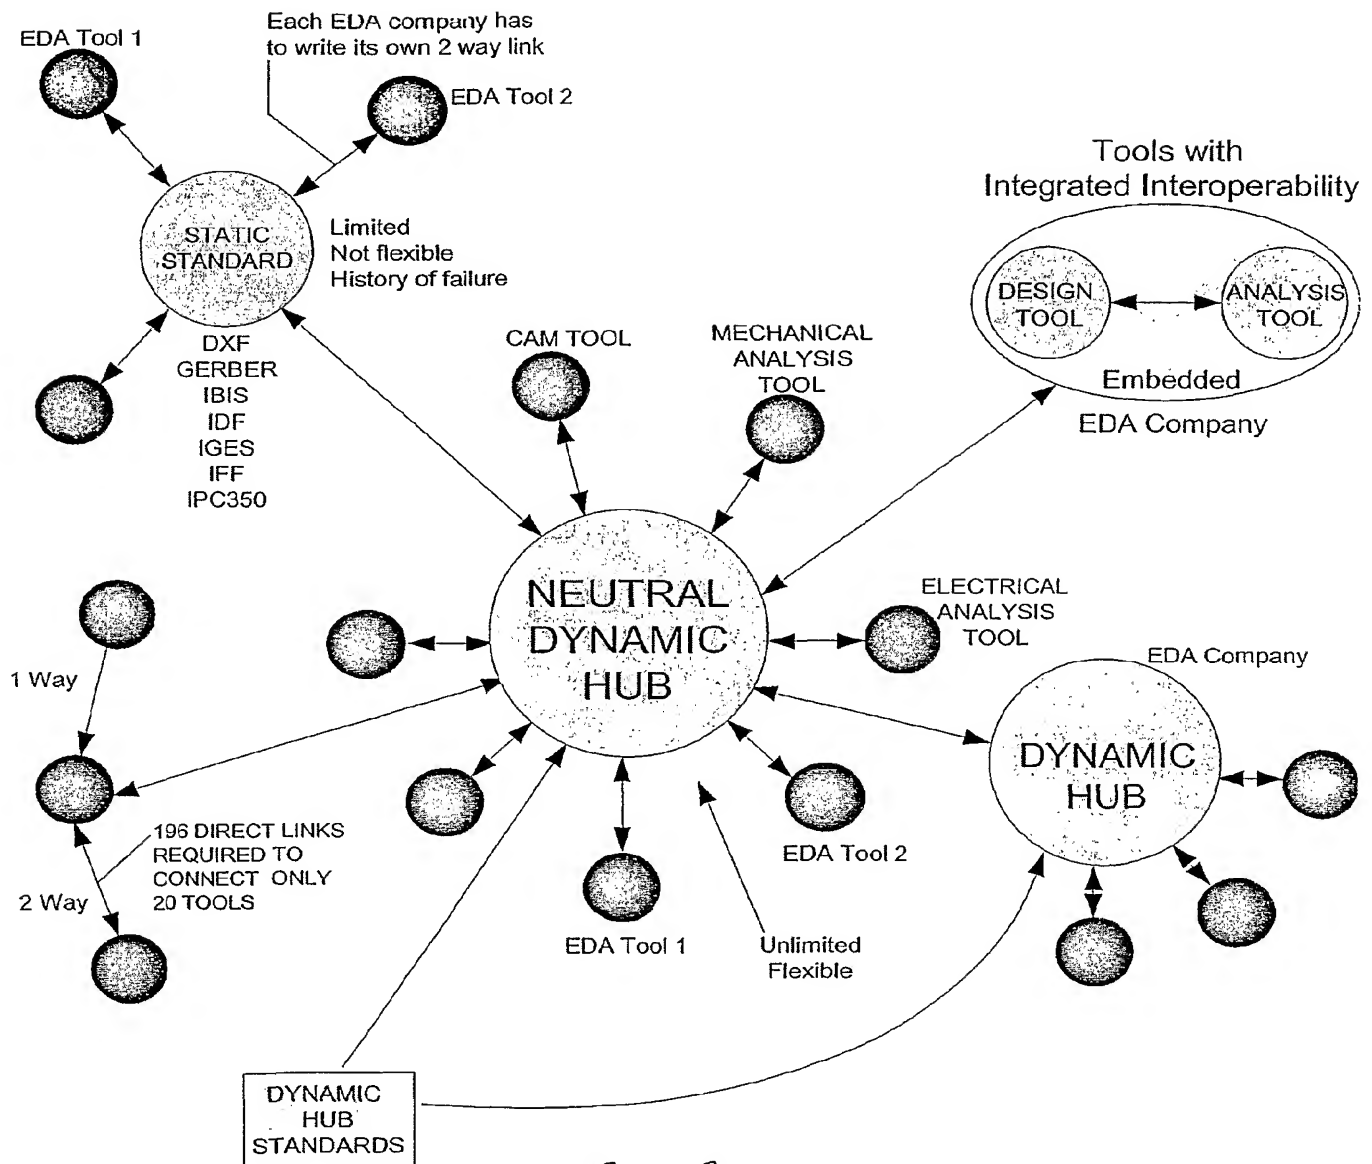 EDA Tool 1
Each EDA company has
to write its own 2 way link
EDA Tool 2
STATIC
STANDARD
Limited
Not flexible
History of failure
DXF
GERBER
IBIS
IDF
IGES
IFF
IPC350
Tools with
Integrated Interoperability
DESIGN
TOOL
ANALYSIS
TOOL
Embedded
EDA Company
CAM TOOL
MECHANICAL
ANALYSIS
TOOL
NEUTRAL
DYNAMIC
HUB
ELECTRICAL
ANALYSIS
TOOL
EDA Company
DYNAMIC
HUB
1 Way
2 Way
196 DIRECT LINKS
REQUIRED TO
CONNECT ONLY
20 TOOLS
EDA Tool 1
EDA Tool 2
Unlimited
Flexible
DYNAMIC
HUB
STANDARDS